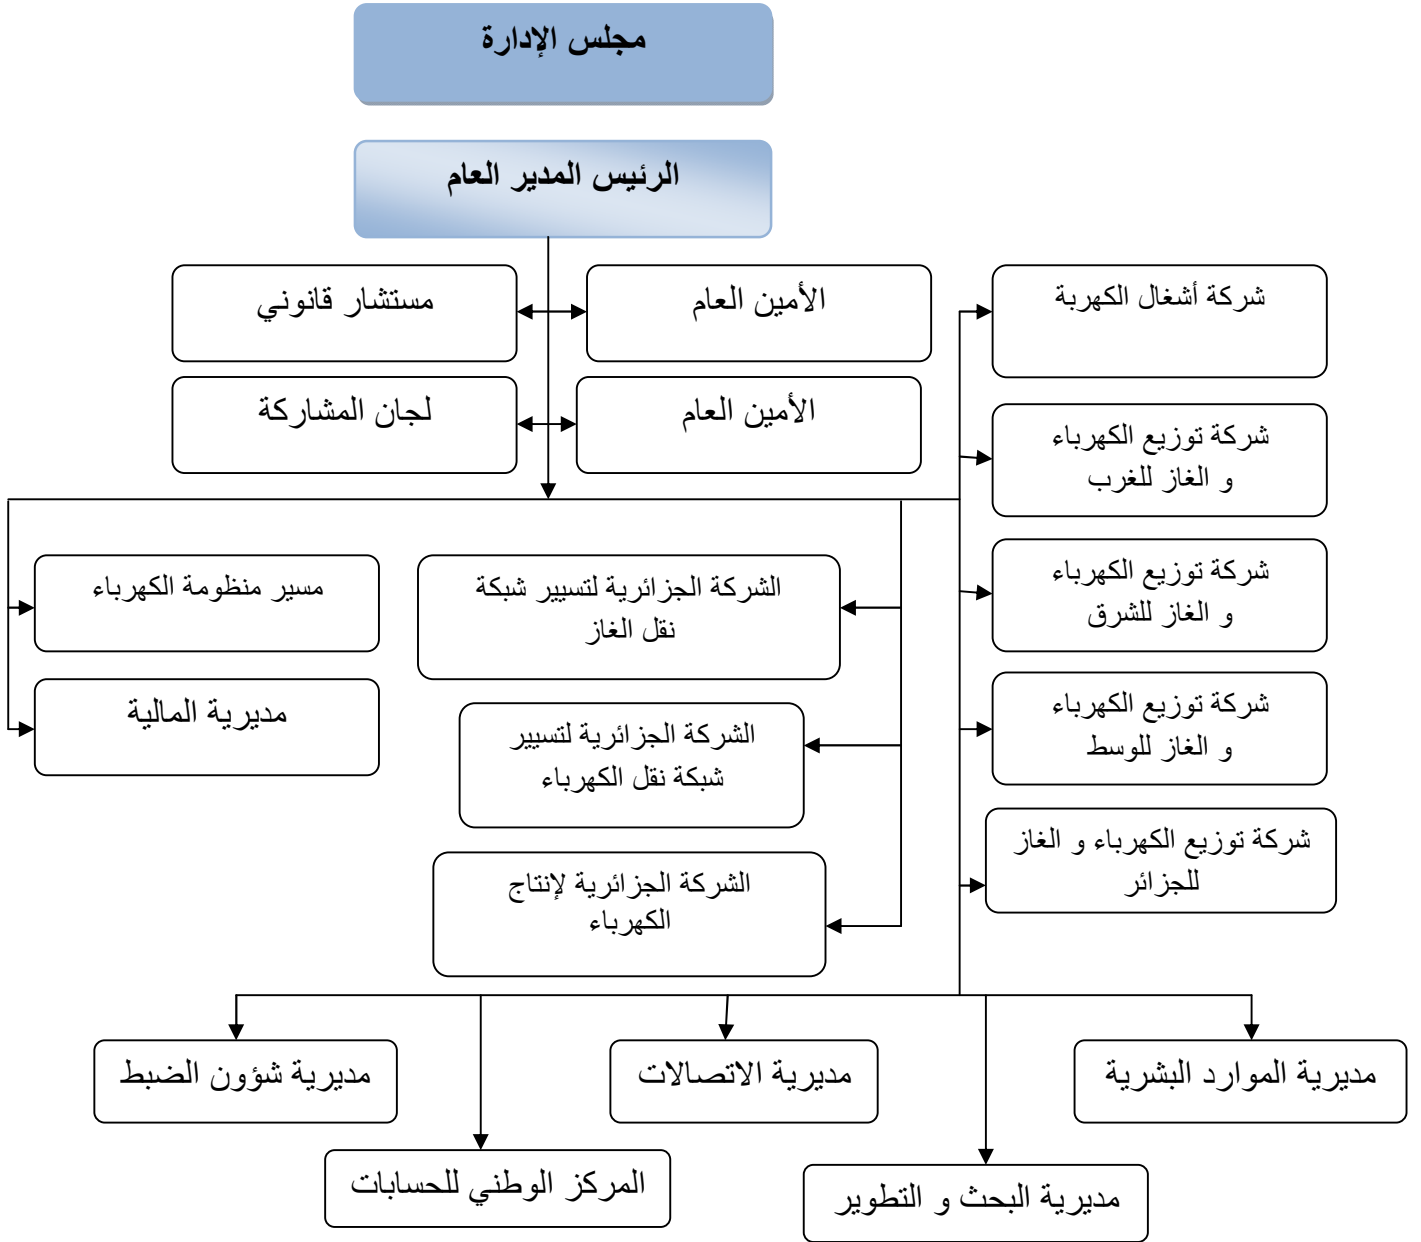 مجلس الإدارة
الرئيس المدير العام
شركة أشغال الكهربة
الأمين العام
مستشار قانوني
الأمين العام
لجان المشاركة
شركة توزيع الكهرباء
و الغاز للغرب
شركة توزيع الكهرباء
و الغاز للشرق
الشركة الجزائرية لتسيير شبكة
نقل الغاز
مسير منظومة الكهرباء
شركة توزيع الكهرباء
و الغاز للوسط
الشركة الجزائرية لتسيير
شبكة نقل الكهرباء
مديرية المالية
شركة توزيع الكهرباء و الغاز
للجزائر
الشركة الجزائرية لإنتاج
الكهرباء
مديرية الموارد البشرية
مديرية الاتصالات
مديرية شؤون الضبط
مديرية البحث و التطوير
المركز الوطني للحسابات